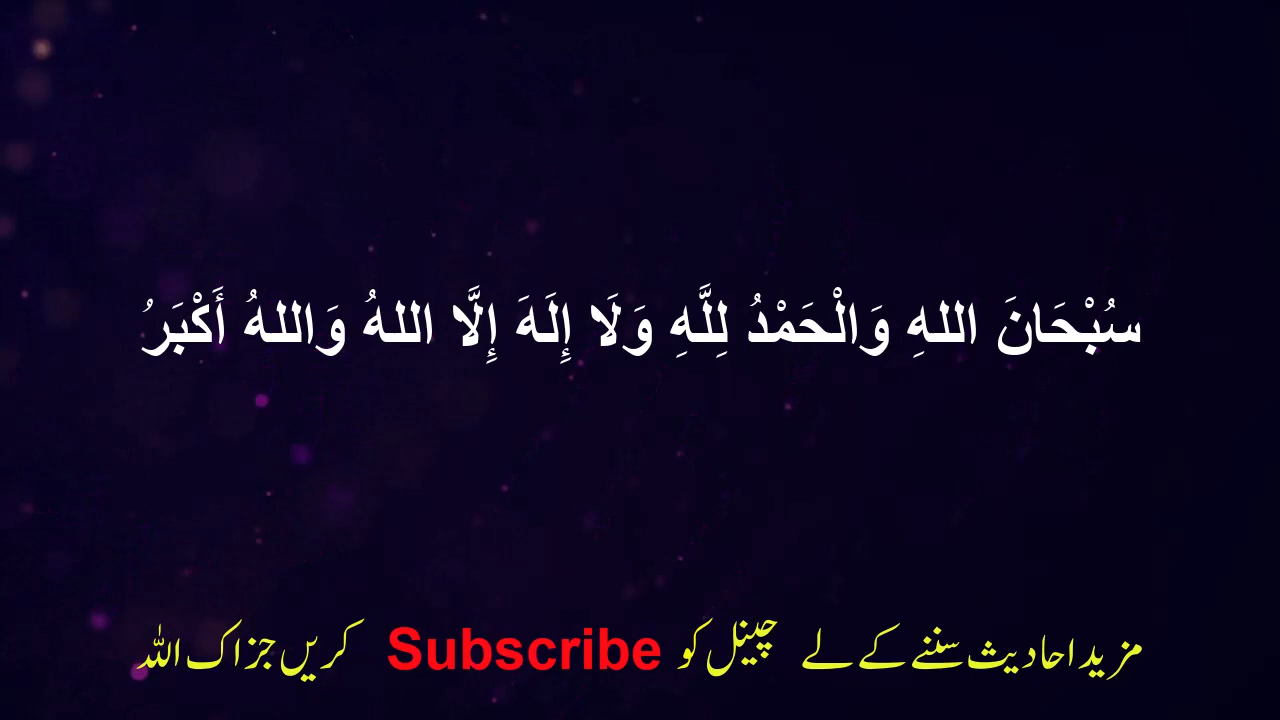 سُبْحَانَ اللهِ وَالْحَمْدُ لِلَّهِ وَلَا إِلَهَ إِلَّا اللهُ وَاللهُ أَكْبَرُ
مزید احادیث سننے کے لے چینل کو Subscribe کریں جزاک اللہ